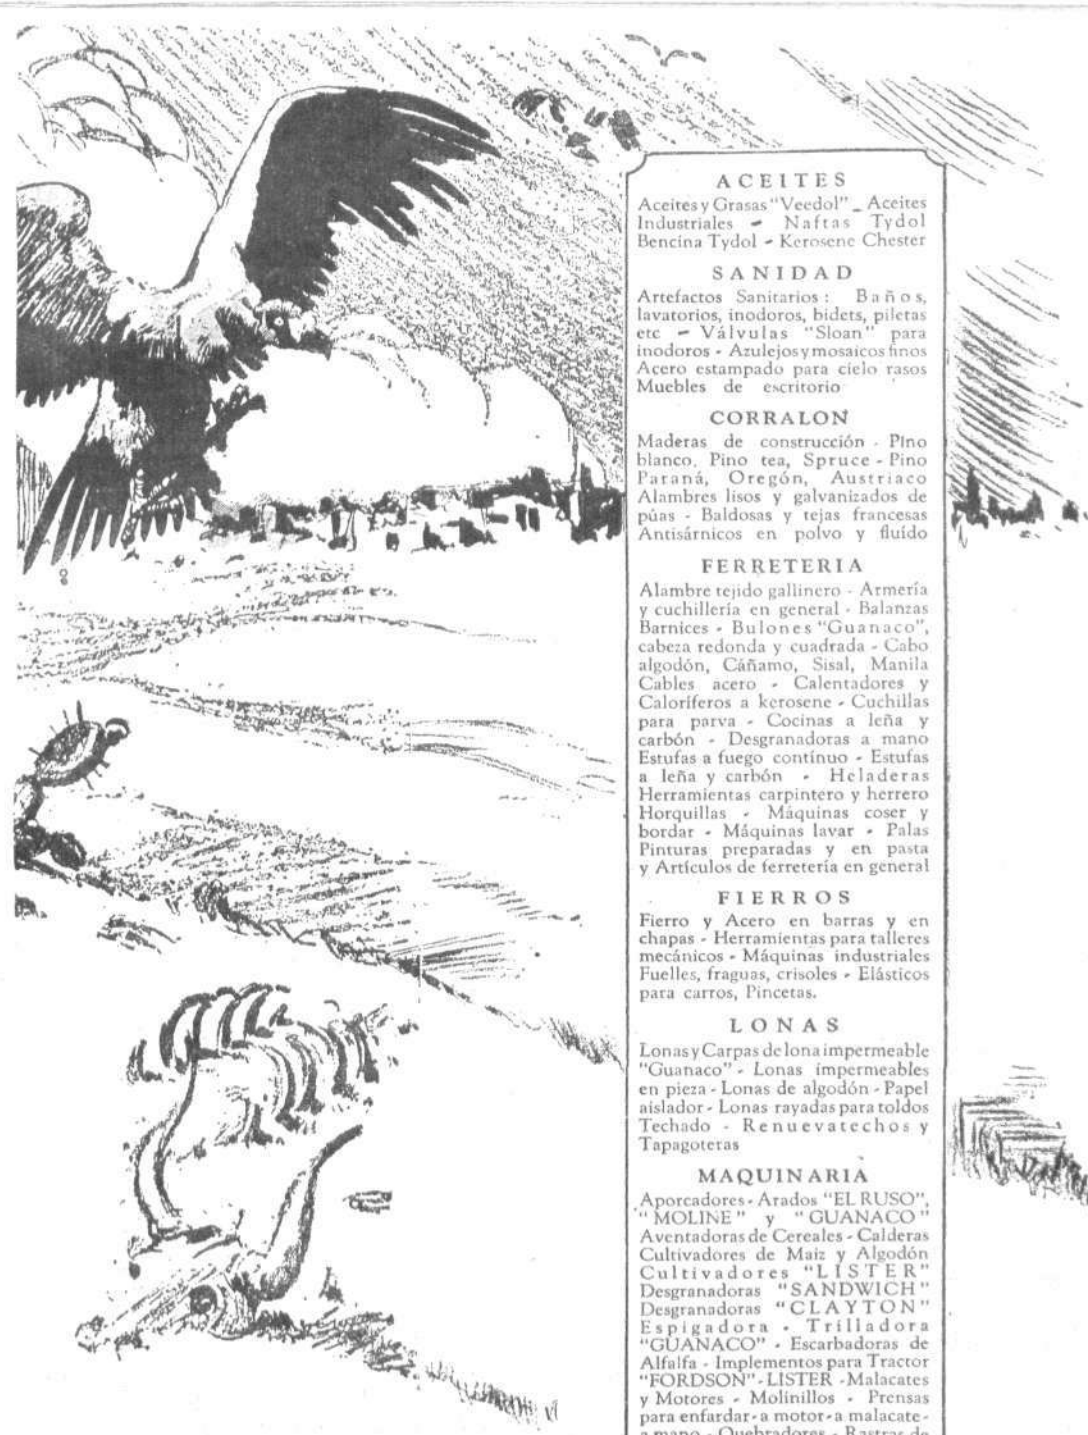 ACEITES
Aceites y Grasas "Veedol" - Aceites
Industriales - Naftas Tydol
Bencina Tydol - Kerosene Chester
SANIDAD
Artefactos Sanitarios : Baños,
lavatorios, inodoros, bidets, piletas
etc - Válvulas "Sloan" para
inodoros - Azulejos y mosaicos finos
Acero estampado para cielo rasos
Muebles de escritorio
CORRALON
Maderas de construcción - Pino
blanco, Pino tea, Spruce - Pino
Paraná, Oregón, Austriaco
Alambres lisos y galvanizados de
púas - Baldosas y tejas francesas
Antisárnicos en polvo y fluído
FERRETERIA
Alambre tejido gallinero - Armería
y cuchillería en general - Balanzas
Barnices - Bulones "Guanaco",
cabeza redonda y cuadrada - Cabo
algodón, Cáñamo, Sisal, Manila
Cables acero - Calentadores y
Caloríferos a kerosene - Cuchillas
para parva - Cocinas a leña y
carbón - Desgranadoras a mano
Estufas a fuego contínuo - Estufas
a leña y carbón - Heladeras
Herramientas carpintero y herrero
Horquillas - Máquinas coser y
bordar - Máquinas lavar - Palas
Pinturas preparadas y en pasta
y Artículos de ferretería en general
FIERROS
Fierro y Acero en barras y en
chapas - Herramientas para talleres
mecánicos - Máquinas industriales
Fuelles, fraguas, crisoles - Elásticos
para carros, Pincetas.
LONAS
Lonas y Carpas de lona impermeable
"Guanaco" - Lonas impermeables
en pieza - Lonas de algodón - Papel
aislador - Lonas rayadas para toldos
Techado - Renuevatechos y
Tapagoteras
MAQUINARIA
Aporcadores - Arados "EL RUSO",
"MOLINE" y "GUANACO"
Aventadoras de Cereales - Calderas
Cultivadores de Maiz y Algodón
Cultivadores "LISTER"
Desgranadoras "SANDWICH"
Desgranadoras "CLAYTON"
Espigadora - Trilladora
"GUANACO" - Escarbadoras de
Alfalfa - Implementos para Tractor
"FORDSON" - LISTER - Malacates
y Motores - Molinillos - Prensas
para enfardar - a motor - a malacate -
a mano - Quebradores - Rastras de